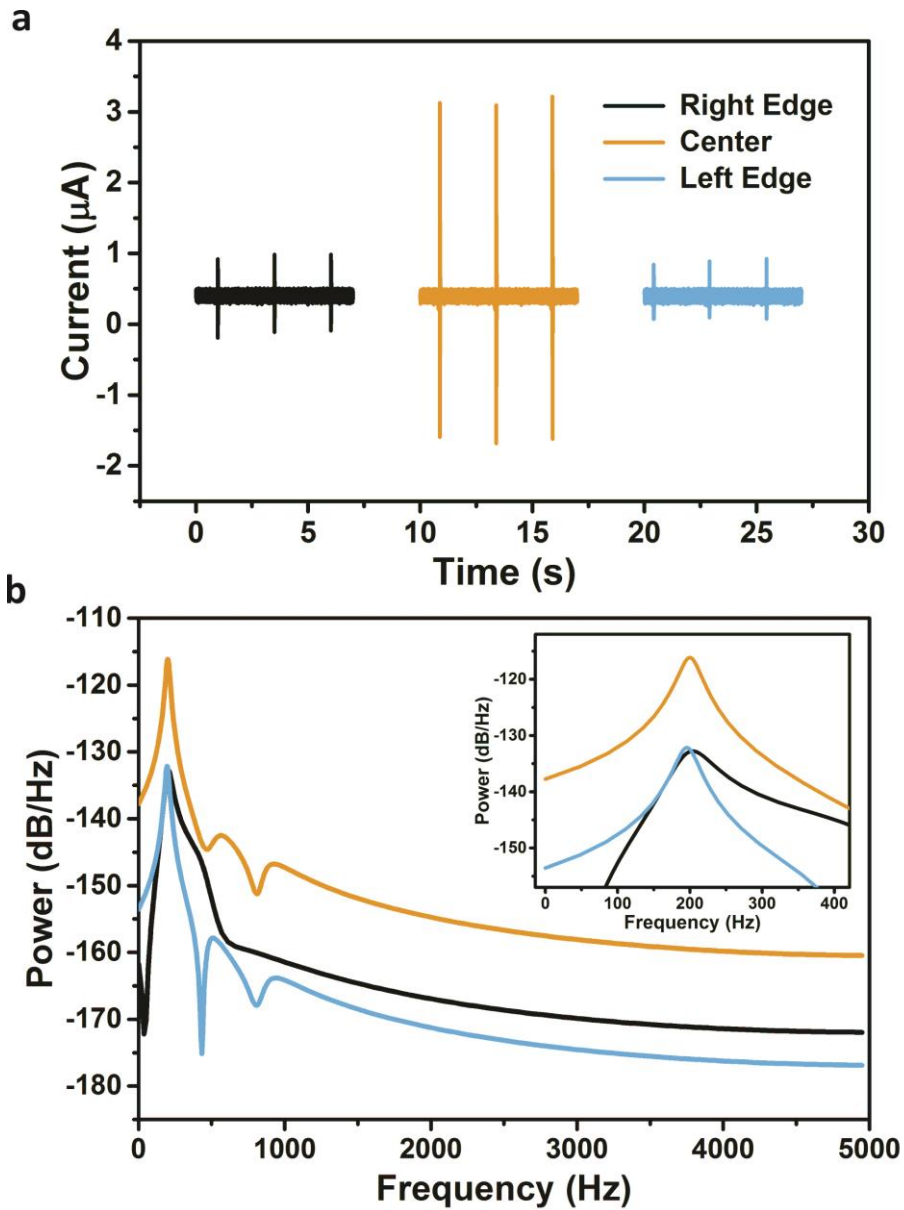 a
4
3
2
1
0
-1
-2
Current (μA)
Right Edge
Center
Left Edge
0 5 10 15 20 25 30
Time (s)
b
-110
-120
-130
-140
-150
-160
-170
-180
Power (dB/Hz)
-120
-130
-140
-150
Power (dB/Hz)
0 100 200 300 400
Frequency (Hz)
0 1000 2000 3000 4000 5000
Frequency (Hz)